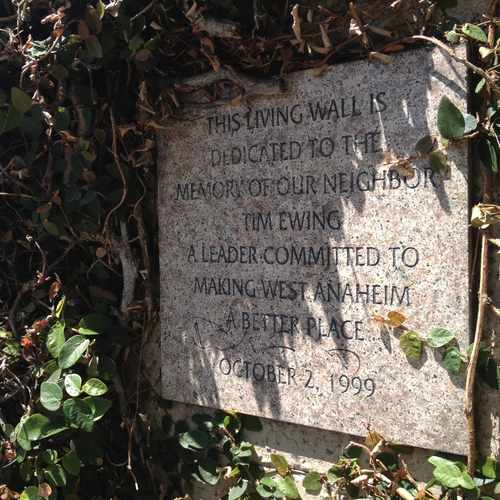 THIS LIVING WALL IS
DEDICATED TO THE
MEMORY OF OUR NEIGHBOR
TIM EWING
A LEADER COMMITTED TO
MAKING WEST ANAHEIM
A BETTER PLACE
OCTOBER 2, 1999